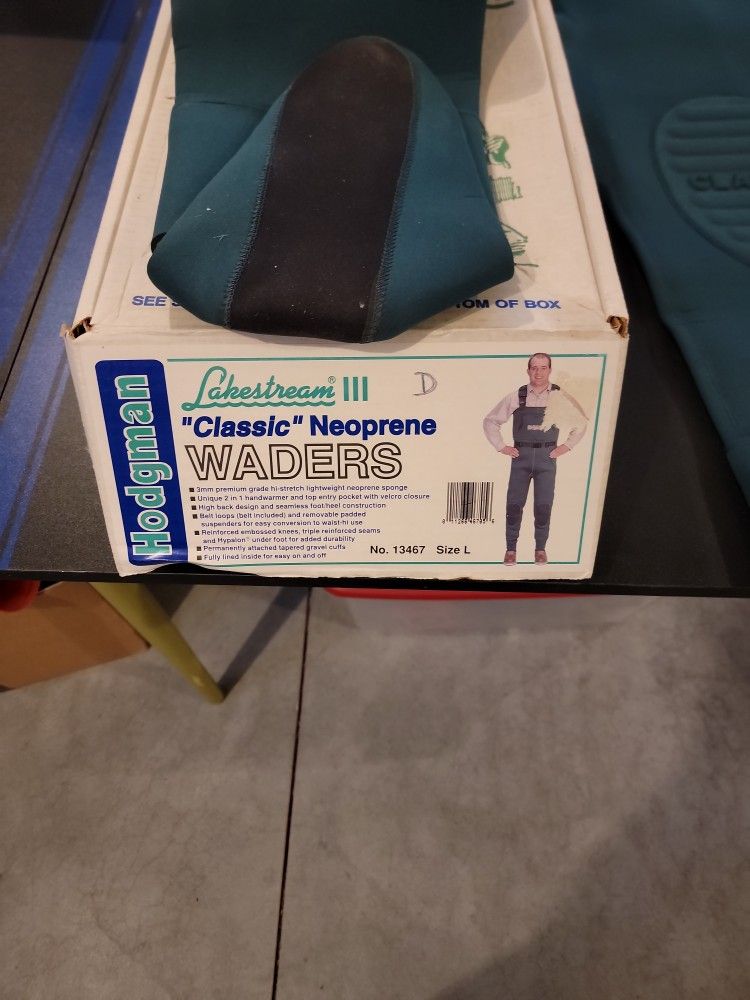 SEE
TOM OF BOX
Hodgman
Lakestream® III
D
"Classic" Neoprene
WADERS
■ 3mm premium grade hi-stretch lightweight neoprene sponge
■ Unique 2 in 1 handwarmer and top entry pocket with velcro closure
■ High back design and seamless foot/heel construction
■ Belt loops (belt included) and removable padded
suspenders for easy conversion to waist-hi use
■ Reinforced embossed knees, triple reinforced seams
and Hypalon® under foot for added durability
■ Permanently attached tapered gravel cuffs
■ Fully lined inside for easy on and off
No. 13467 Size L
CLA